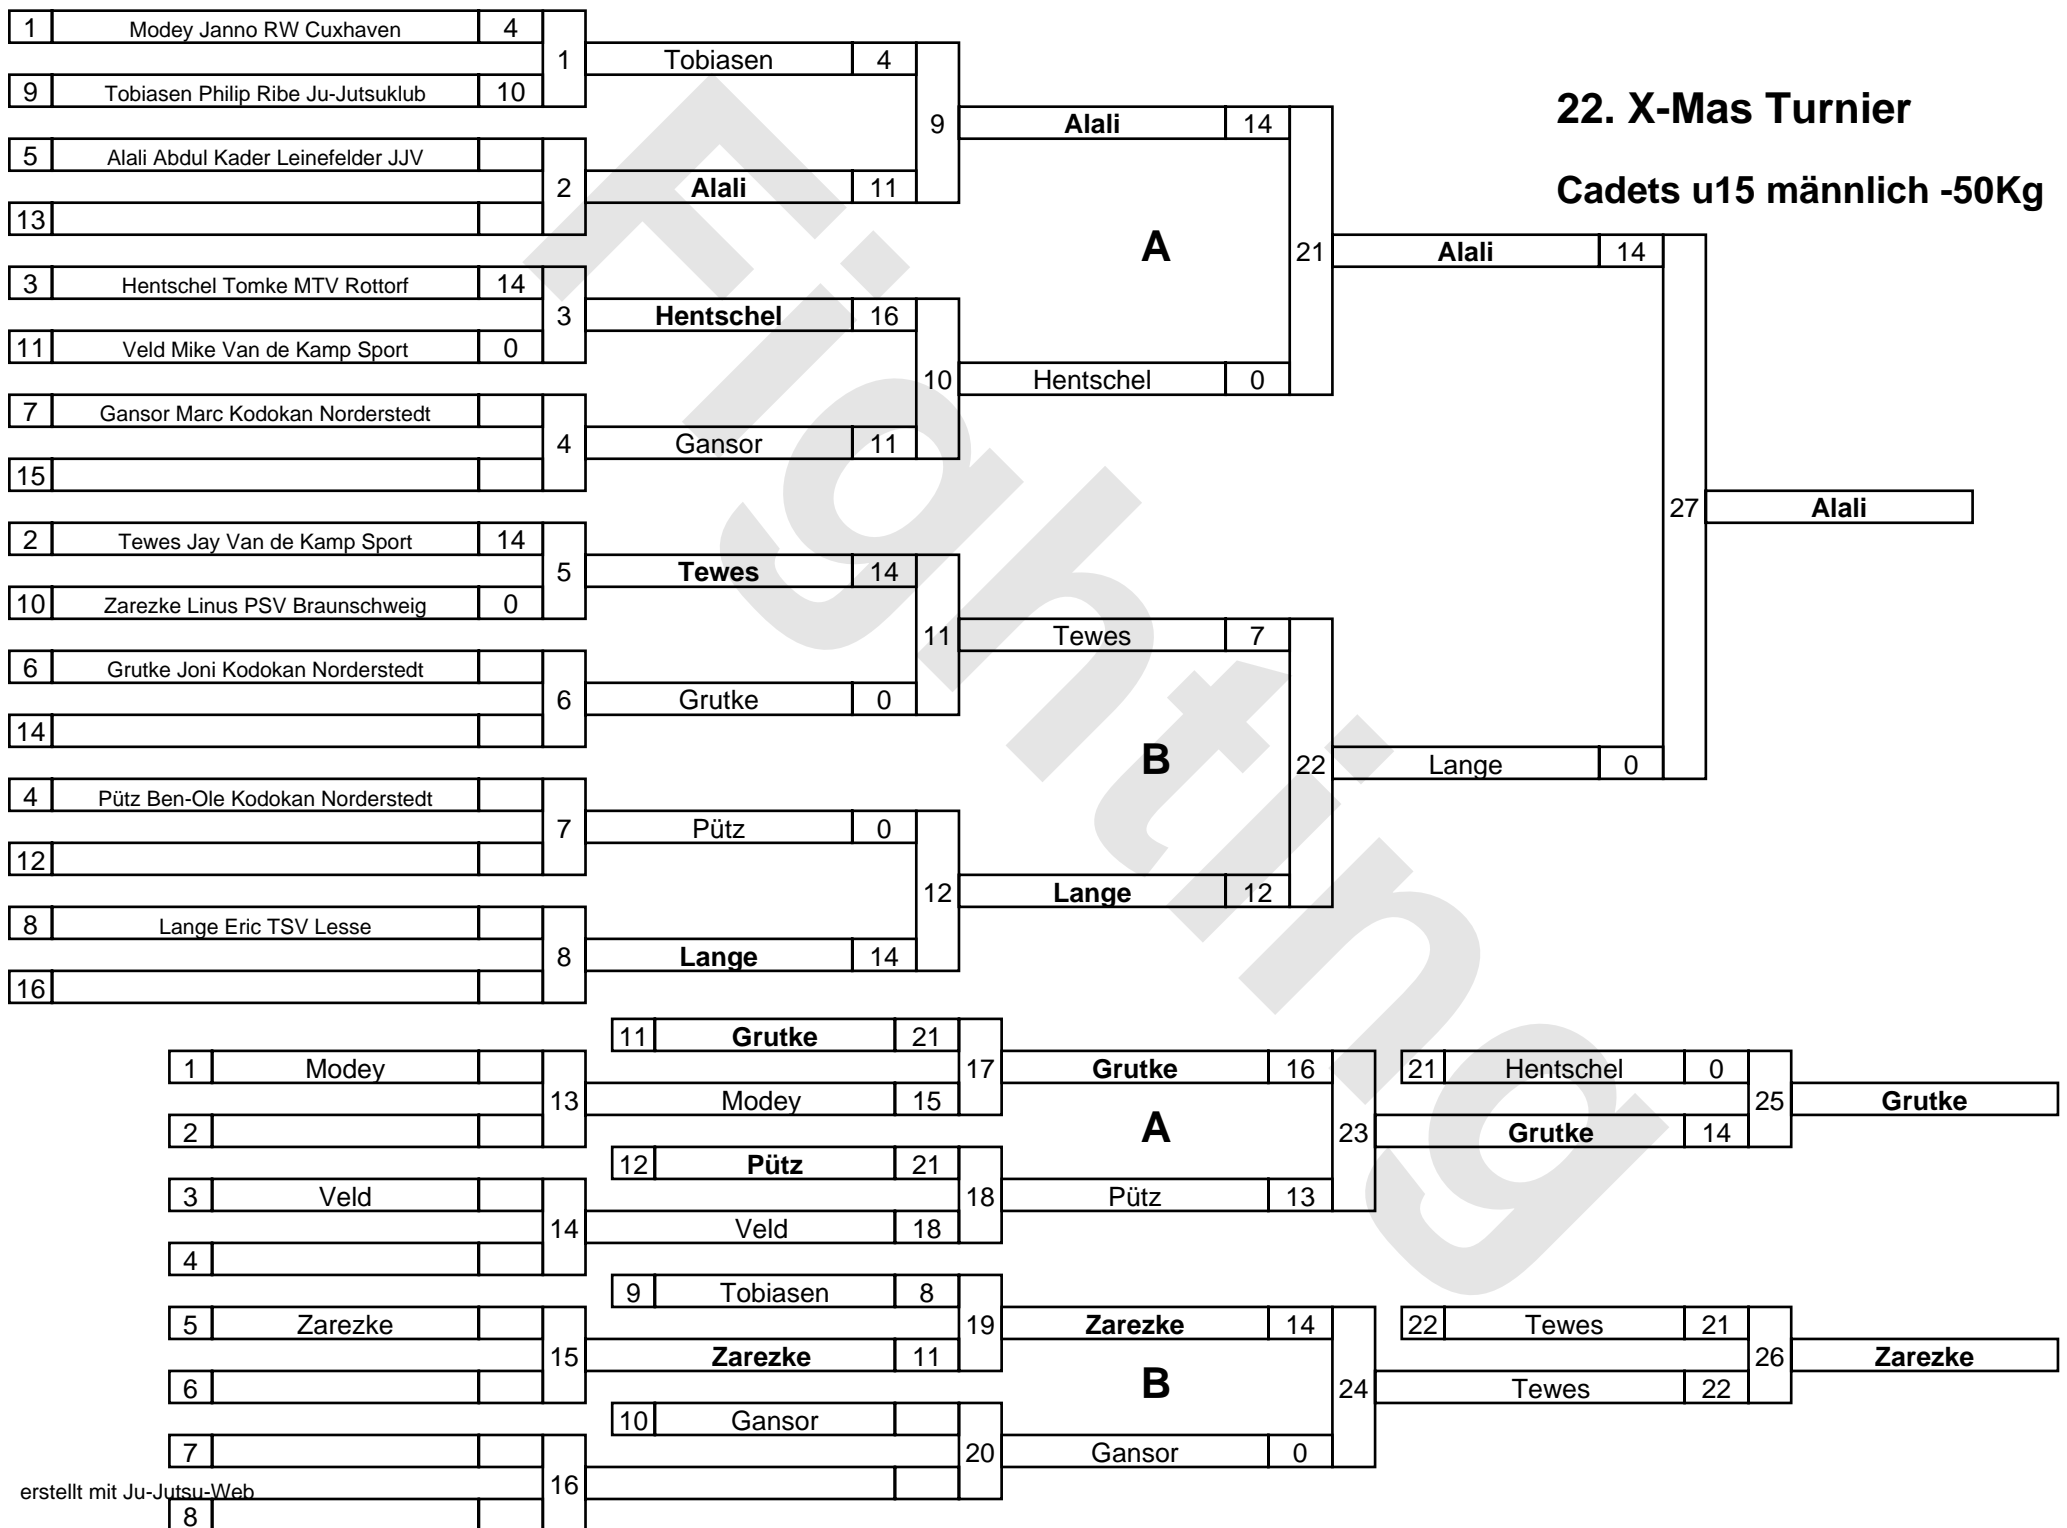 22. X-Mas Turnier
Cadets u15 männlich -50Kg
1 Modey Janno RW Cuxhaven 4
9 Tobiasen Philip Ribe Ju-Jutsuklub 10
1
5 Alali Abdul Kader Leinefelder JJV
13
2
3 Hentschel Tomke MTV Rottorf 14
11 Veld Mike Van de Kamp Sport 0
3
7 Gansor Marc Kodokan Norderstedt
15
4
2 Tewes Jay Van de Kamp Sport 14
10 Zarezke Linus PSV Braunschweig 0
5
6 Grutke Joni Kodokan Norderstedt
14
6
4 Pütz Ben-Ole Kodokan Norderstedt
12
7
8 Lange Eric TSV Lesse
16
8
Tobiasen 4
Alali 11
9
Hentschel 16
Gansor 11
10
Tewes 14
Grutke 0
11
Pütz 0
Lange 14
12
Alali 14
A
Hentschel 0
21
Tewes 7
B
Lange 12
22
Alali 14
Lange 0
27
Alali
1 Modey
2
13
3 Veld
4
14
5 Zarezke
6
15
7
8
16
11 Grutke 21
Modey 15
17
12 Pütz 21
Veld 18
18
9 Tobiasen 8
Zarezke 11
19
10 Gansor
20
Grutke 16
A
Pütz 13
23
Zarezke 14
B
Gansor 0
24
21 Hentschel 0
Grutke 14
25
Grutke
22 Tewes 21
Tewes 22
26
Zarezke
Fighting
erstellt mit Ju-Jutsu-Web